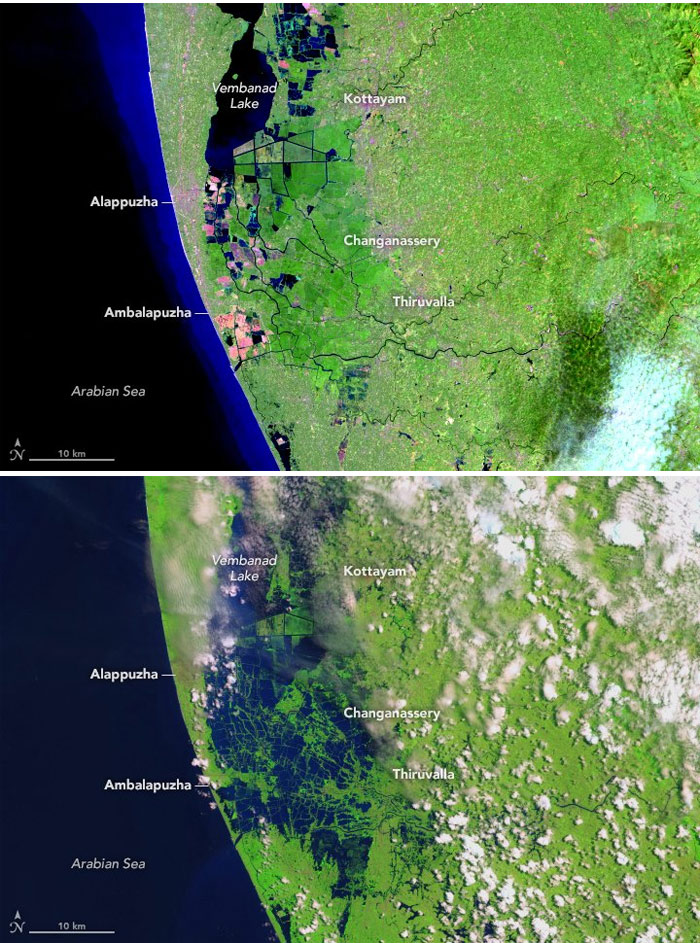 Vembanad
Lake
Kottayam
Alappuzha
Changanassery
Thiruvalla
Ambalapuzha
Arabian Sea
N
10 km
Vembanad
Lake
Kottayam
Alappuzha
Changanassery
Thiruvalla
Ambalapuzha
Arabian Sea
N
10 km